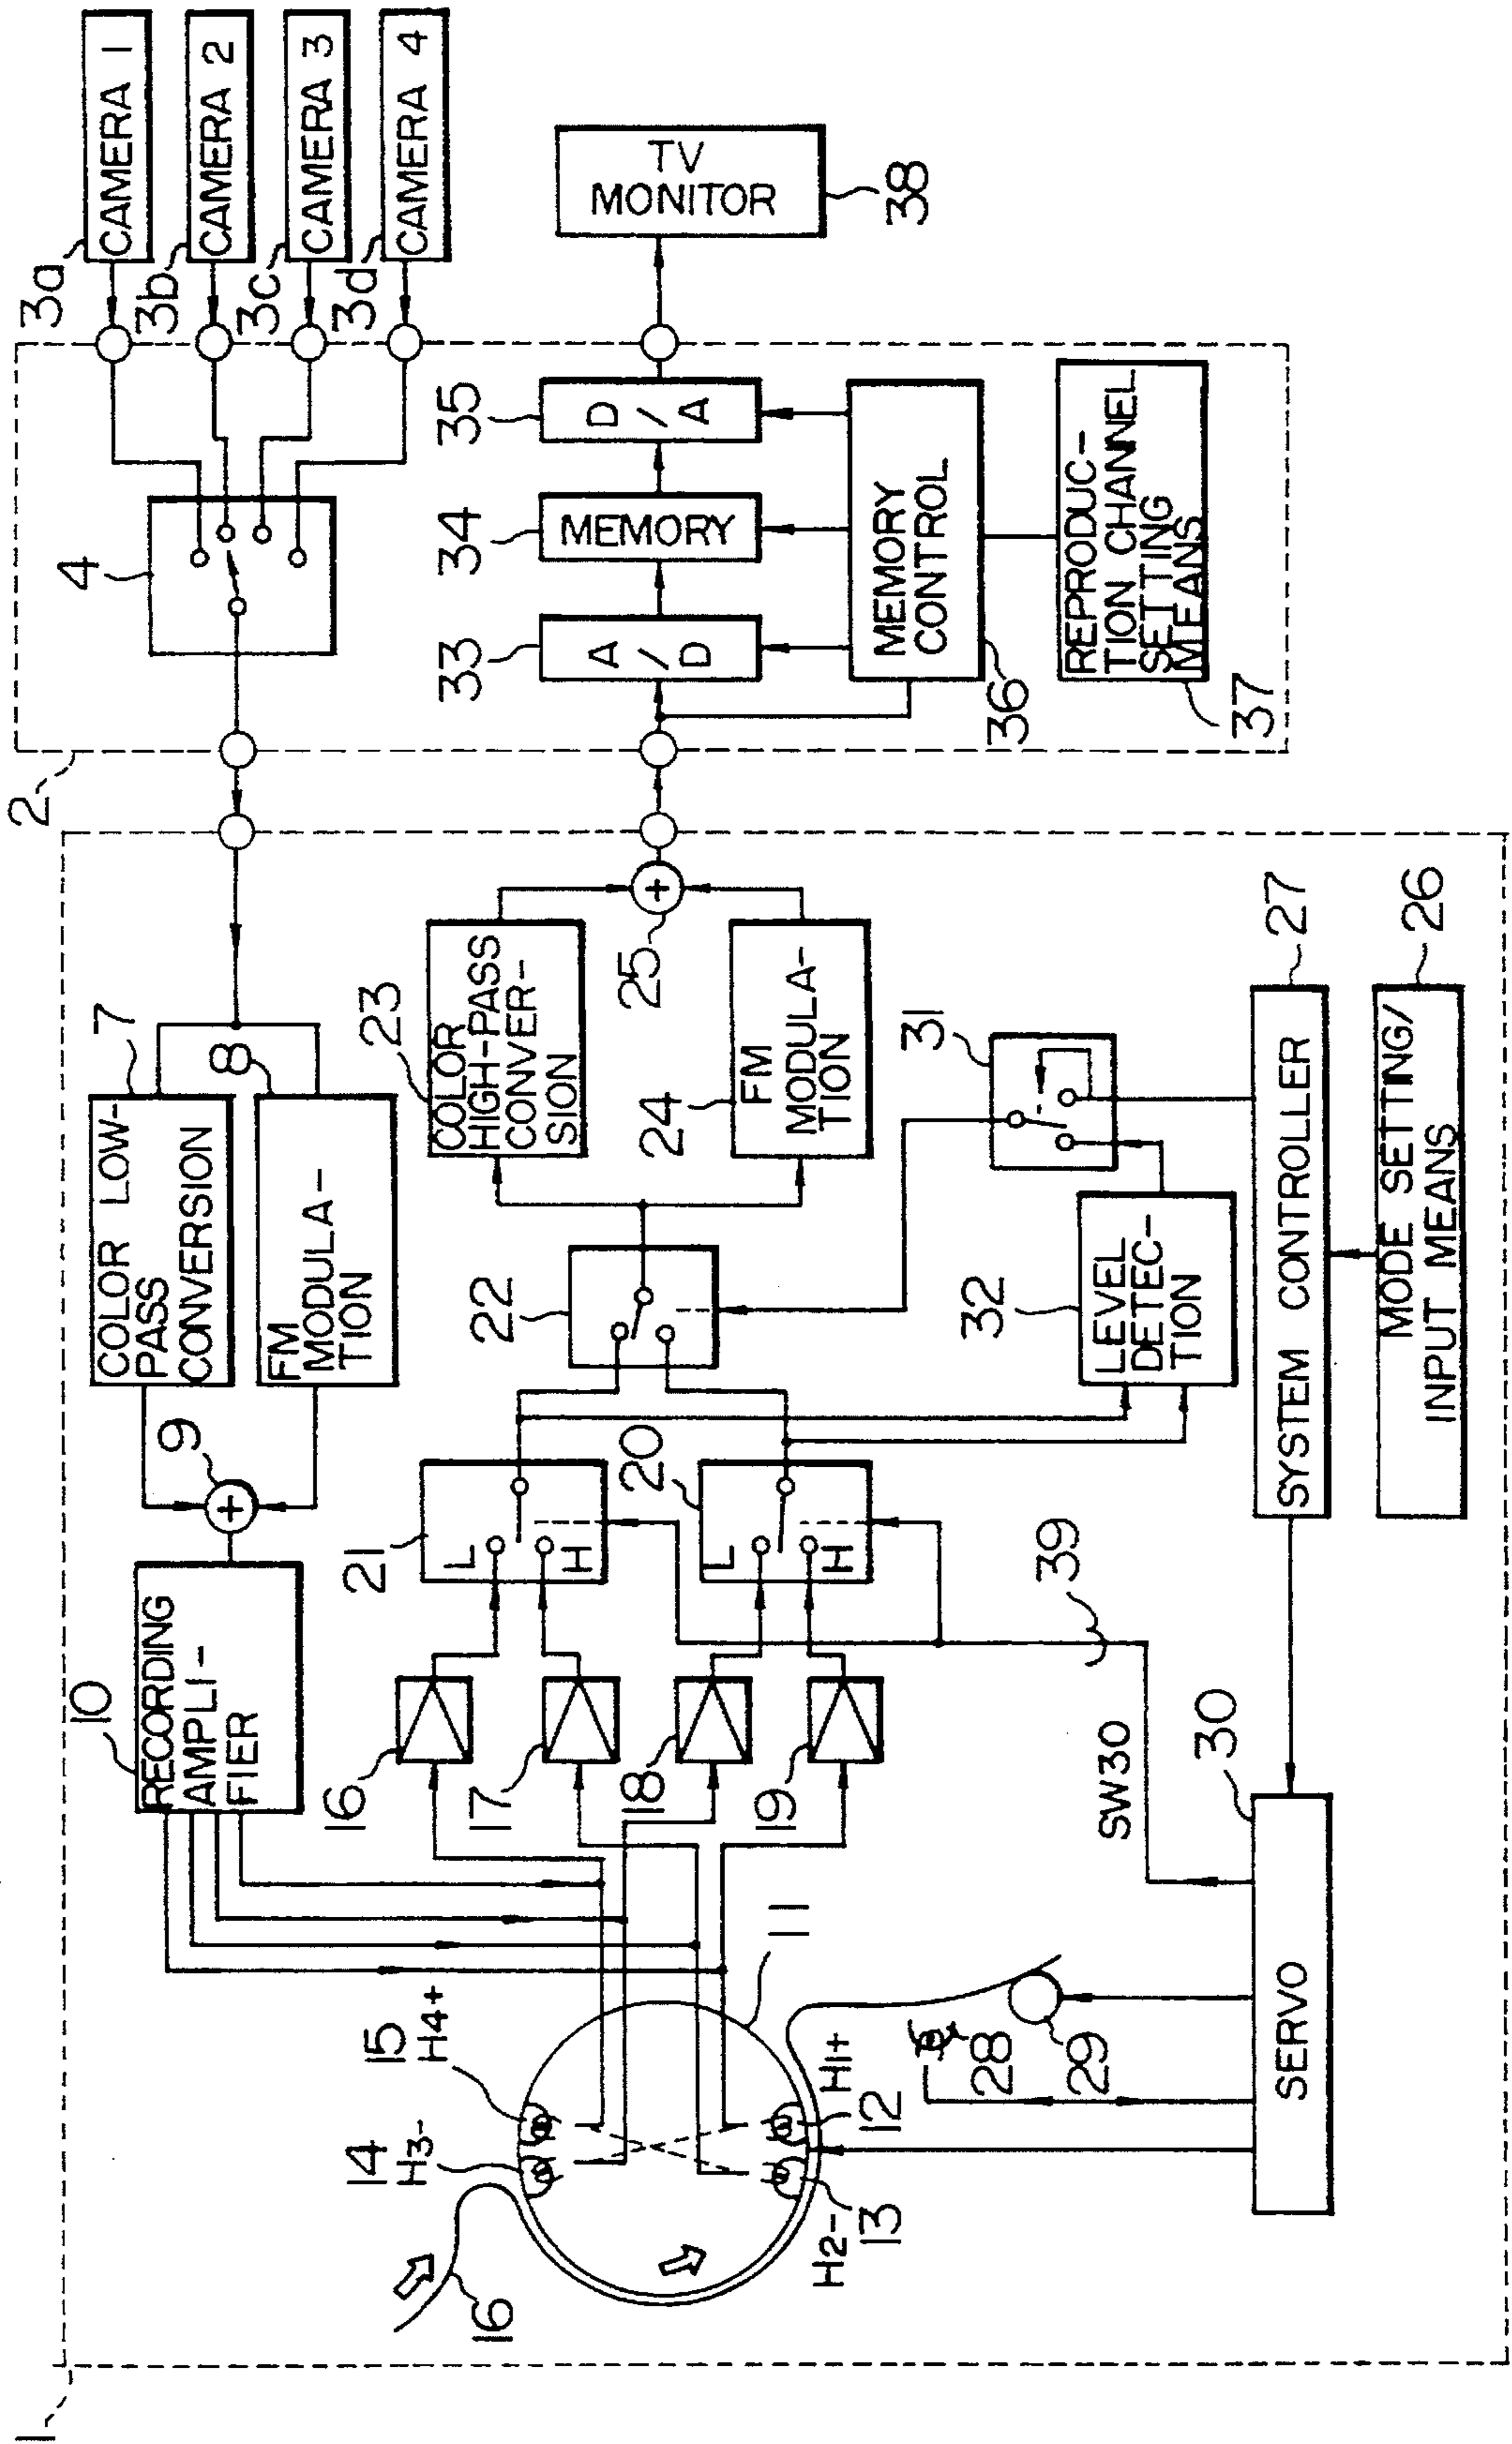 1
2
3a
CAMERA 1
3b
CAMERA 2
3c
CAMERA 3
3d
CAMERA 4
4
7
COLOR LOW-
PASS
CONVERSION
8
FM
MODULA-
TION
9
10
RECORDING
AMPLI-
FIER
11
15
H4+
14
H3-
H1+
12
H2-
13
16
16
17
18
19
21
L
H
20
L
H
22
23
COLOR
HIGH-PASS
CONVER-
SION
24
FM
MODULA-
TION
25
31
32
LEVEL
DETEC-
TION
27
SYSTEM CONTROLLER
26
MODE SETTING/
INPUT MEANS
28
29
30
SERVO
SW30
39
33
A
/
D
34
MEMORY
35
D
/
A
36
MEMORY
CONTROL
37
REPRODUC-
TION CHANNEL
SETTING
MEANS
TV
MONITOR
38